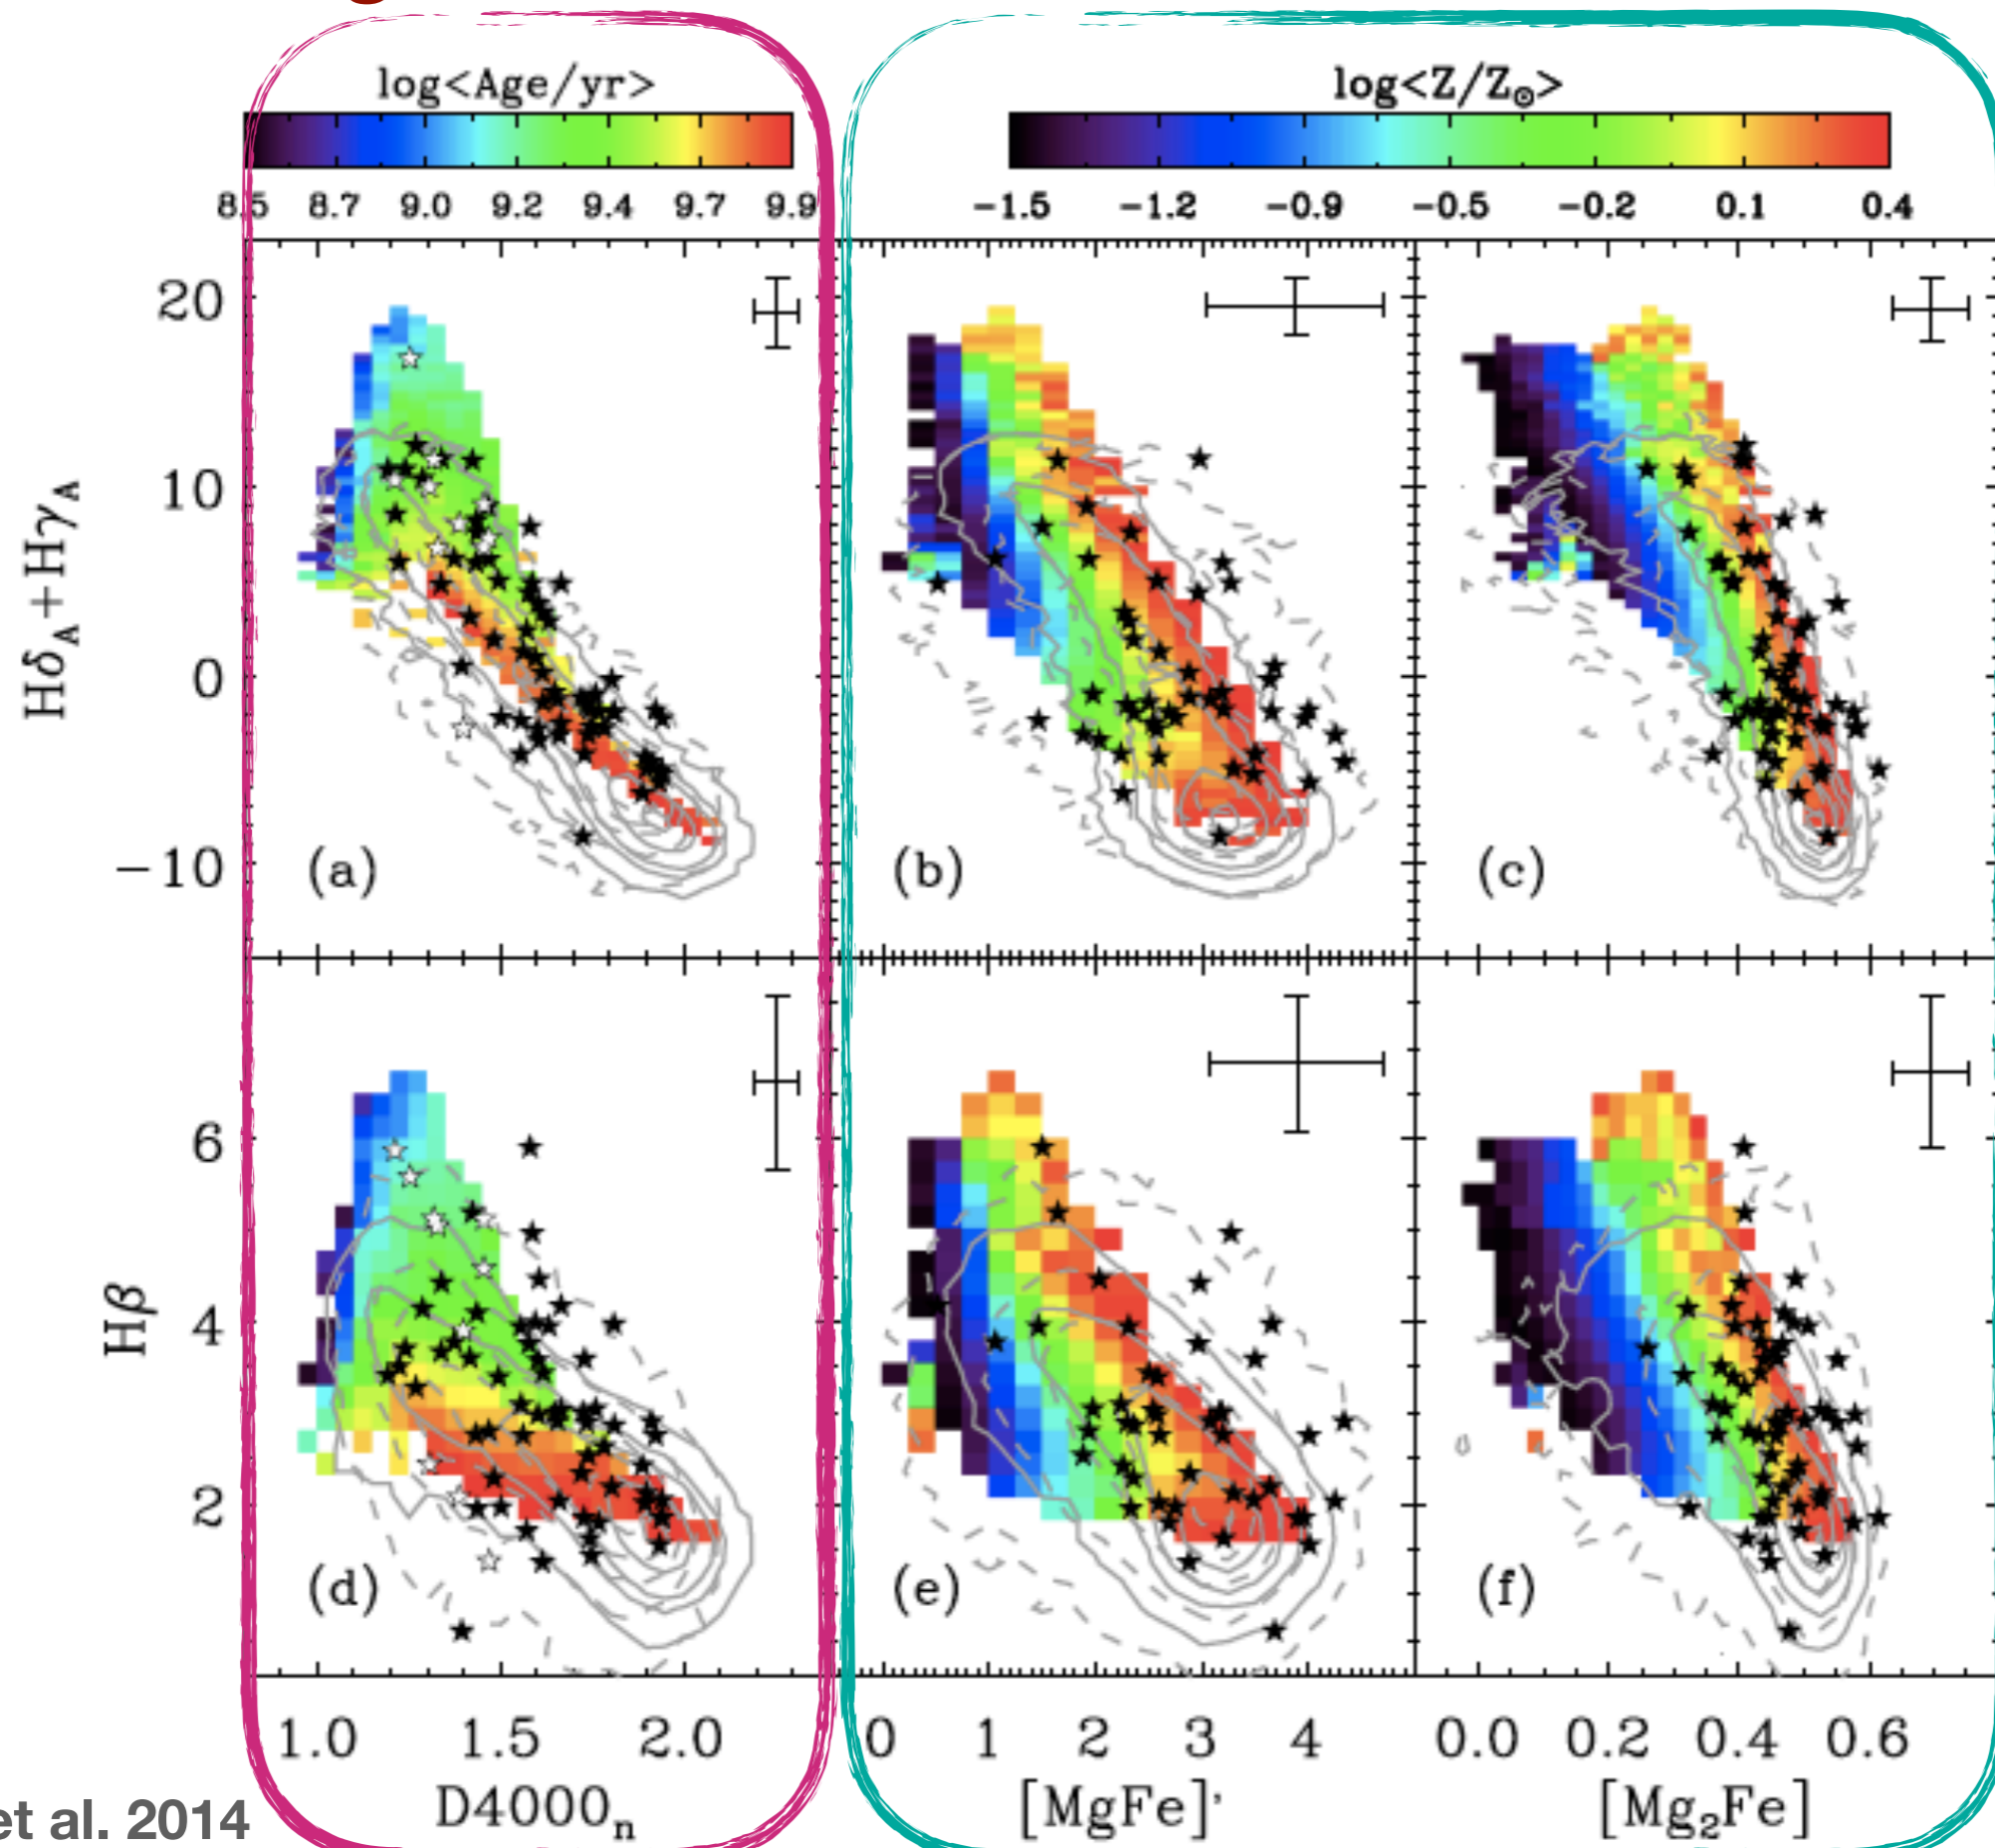 log<Age/yr>
log<Z/Z⊙>
8.5 8.7 9.0 9.2 9.4 9.7 9.9
−1.5 −1.2 −0.9 −0.5 −0.2 0.1 0.4
20
10
0
−10
HδA+HγA
(a)
(b)
(c)
6
4
2
Hβ
(d)
(e)
(f)
1.0 1.5 2.0
0 1 2 3 4
0.0 0.2 0.4 0.6
D4000n
[MgFe]'
[Mg2Fe]
et al. 2014